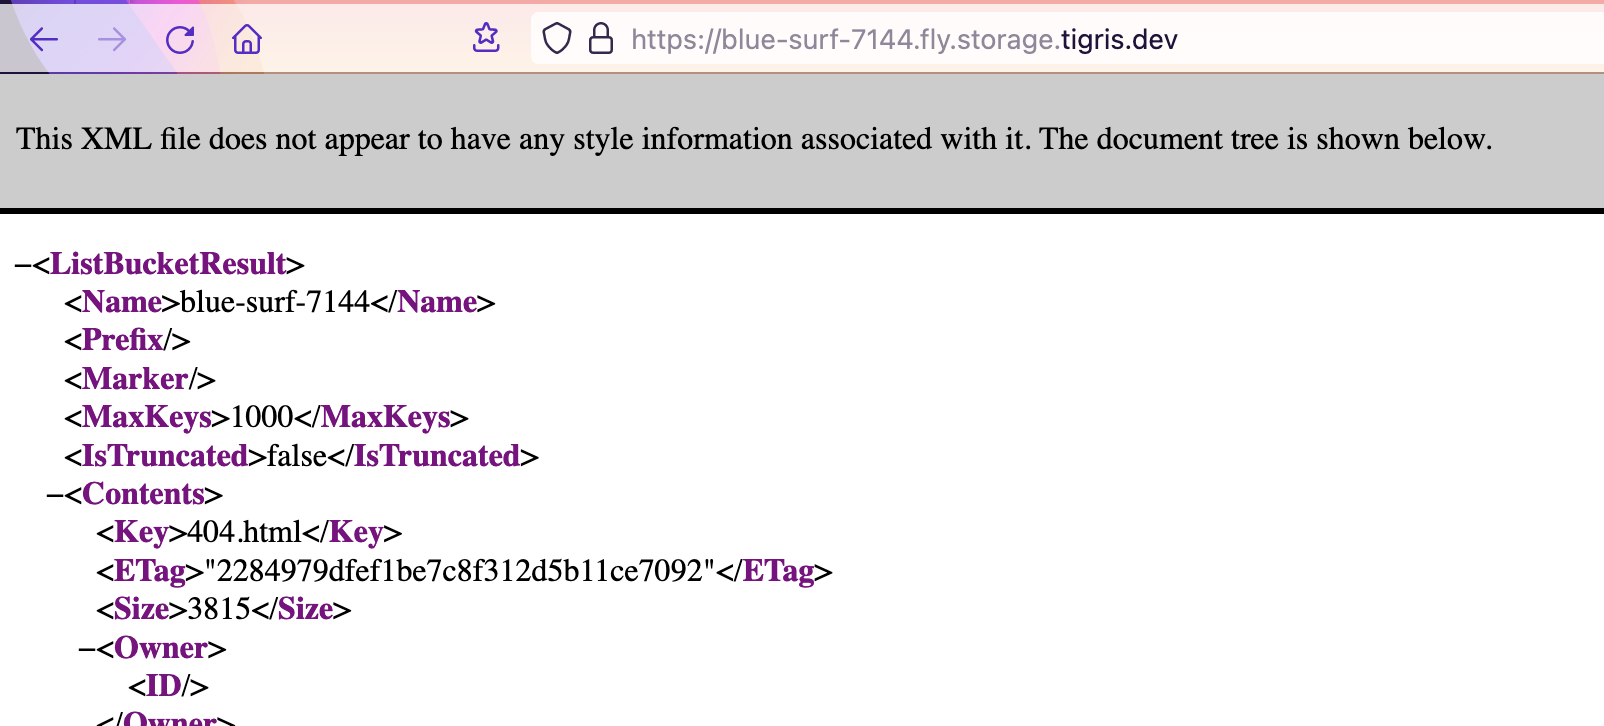 https://blue-surf-7144.fly.storage.tigris.dev
This XML file does not appear to have any style information associated with it. The document tree is shown below.
–<ListBucketResult>
<Name>blue-surf-7144</Name>
<Prefix/>
<Marker/>
<MaxKeys>1000</MaxKeys>
<IsTruncated>false</IsTruncated>
–<Contents>
<Key>404.html</Key>
<ETag>"2284979dfef1be7c8f312d5b11ce7092"</ETag>
<Size>3815</Size>
–<Owner>
<ID/>
</Owner>